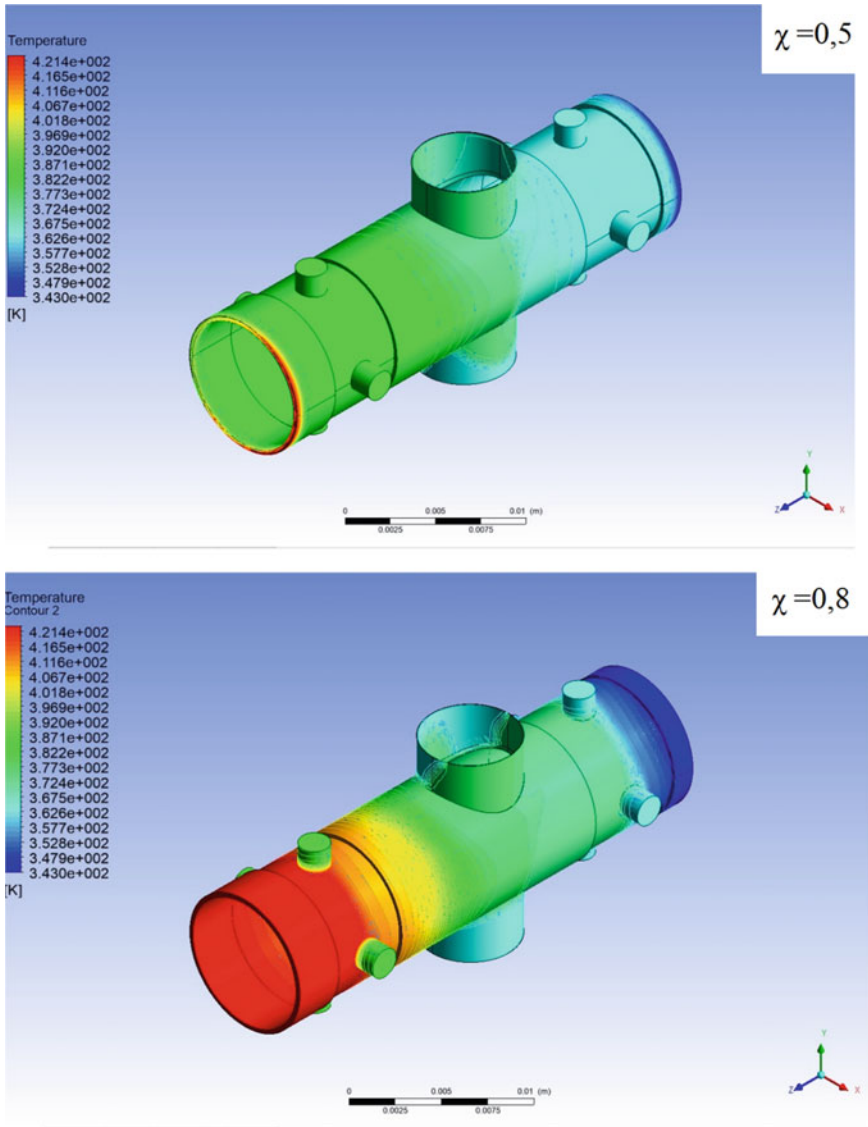 χ =0,5
Temperature
4.214e+002
4.165e+002
4.116e+002
4.067e+002
4.018e+002
3.969e+002
3.920e+002
3.871e+002
3.822e+002
3.773e+002
3.724e+002
3.675e+002
3.626e+002
3.577e+002
3.528e+002
3.479e+002
3.430e+002
[K]
Y
Z X
0 0.005 0.01 (m)
0.0025 0.0075
χ =0,8
Temperature
Contour 2
4.214e+002
4.165e+002
4.116e+002
4.067e+002
4.018e+002
3.969e+002
3.920e+002
3.871e+002
3.822e+002
3.773e+002
3.724e+002
3.675e+002
3.626e+002
3.577e+002
3.528e+002
3.479e+002
3.430e+002
[K]
Y
Z X
0 0.005 0.01 (m)
0.0025 0.0075